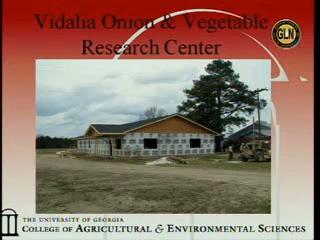 Vidalia Onion & Vegetable
Research Center
GLN
THE UNIVERSITY OF GEORGIA
COLLEGE OF AGRICULTURAL & ENVIRONMENTAL SCIENCES